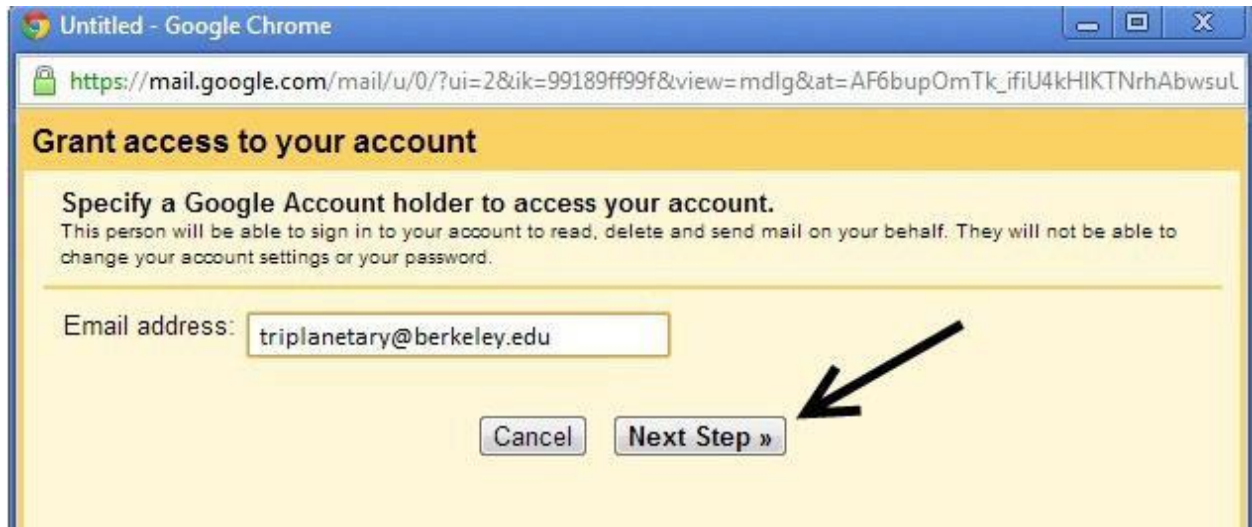 Untitled - Google Chrome
https://mail.google.com/mail/u/0/?ui=2&ik=99189ff99f&view=mdlg&at=AF6bupOmTk_ifiU4kHIKTNrhAbwsuU
Grant access to your account
Specify a Google Account holder to access your account.
This person will be able to sign in to your account to read, delete and send mail on your behalf. They will not be able to
change your account settings or your password.
Email address: triplanetary@berkeley.edu
Cancel Next Step »